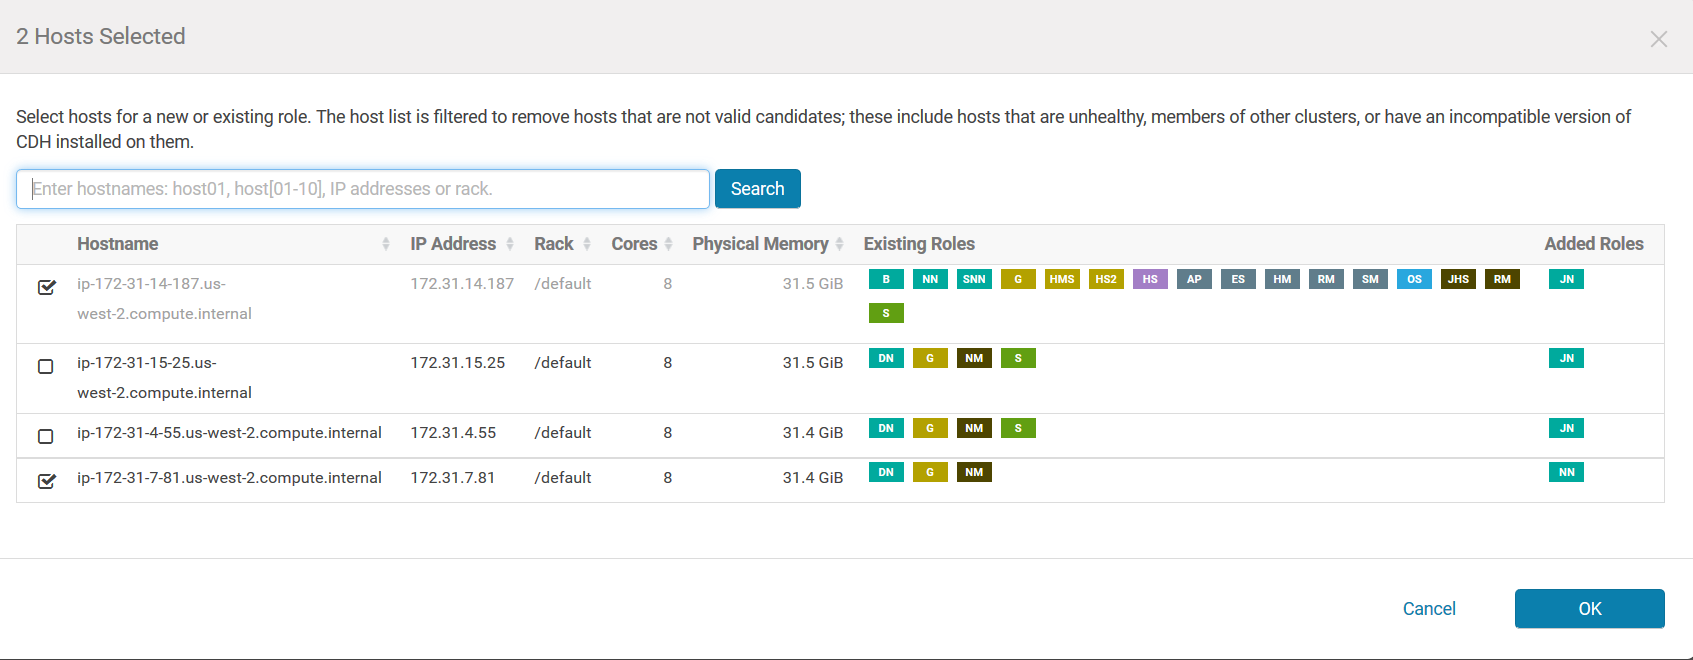 2 Hosts Selected
Select hosts for a new or existing role. The host list is filtered to remove hosts that are not valid candidates; these include hosts that are unhealthy, members of other clusters, or have an incompatible version of
CDH installed on them.
Enter hostnames: host01, host[01-10], IP addresses or rack. Search
Hostname IP Address Rack Cores Physical Memory Existing Roles Added Roles
ip-172-31-14-187.us- 172.31.14.187 /default 8 31.5 GiB B NN SNN G HMS HS2 HS AP ES HM RM SM OS JHS RM JN
west-2.compute.internal S
ip-172-31-15-25.us- 172.31.15.25 /default 8 31.5 GiB DN G NM S JN
west-2.compute.internal
ip-172-31-4-55.us-west-2.compute.internal 172.31.4.55 /default 8 31.4 GiB DN G NM S JN
ip-172-31-7-81.us-west-2.compute.internal 172.31.7.81 /default 8 31.4 GiB DN G NM NN
Cancel OK